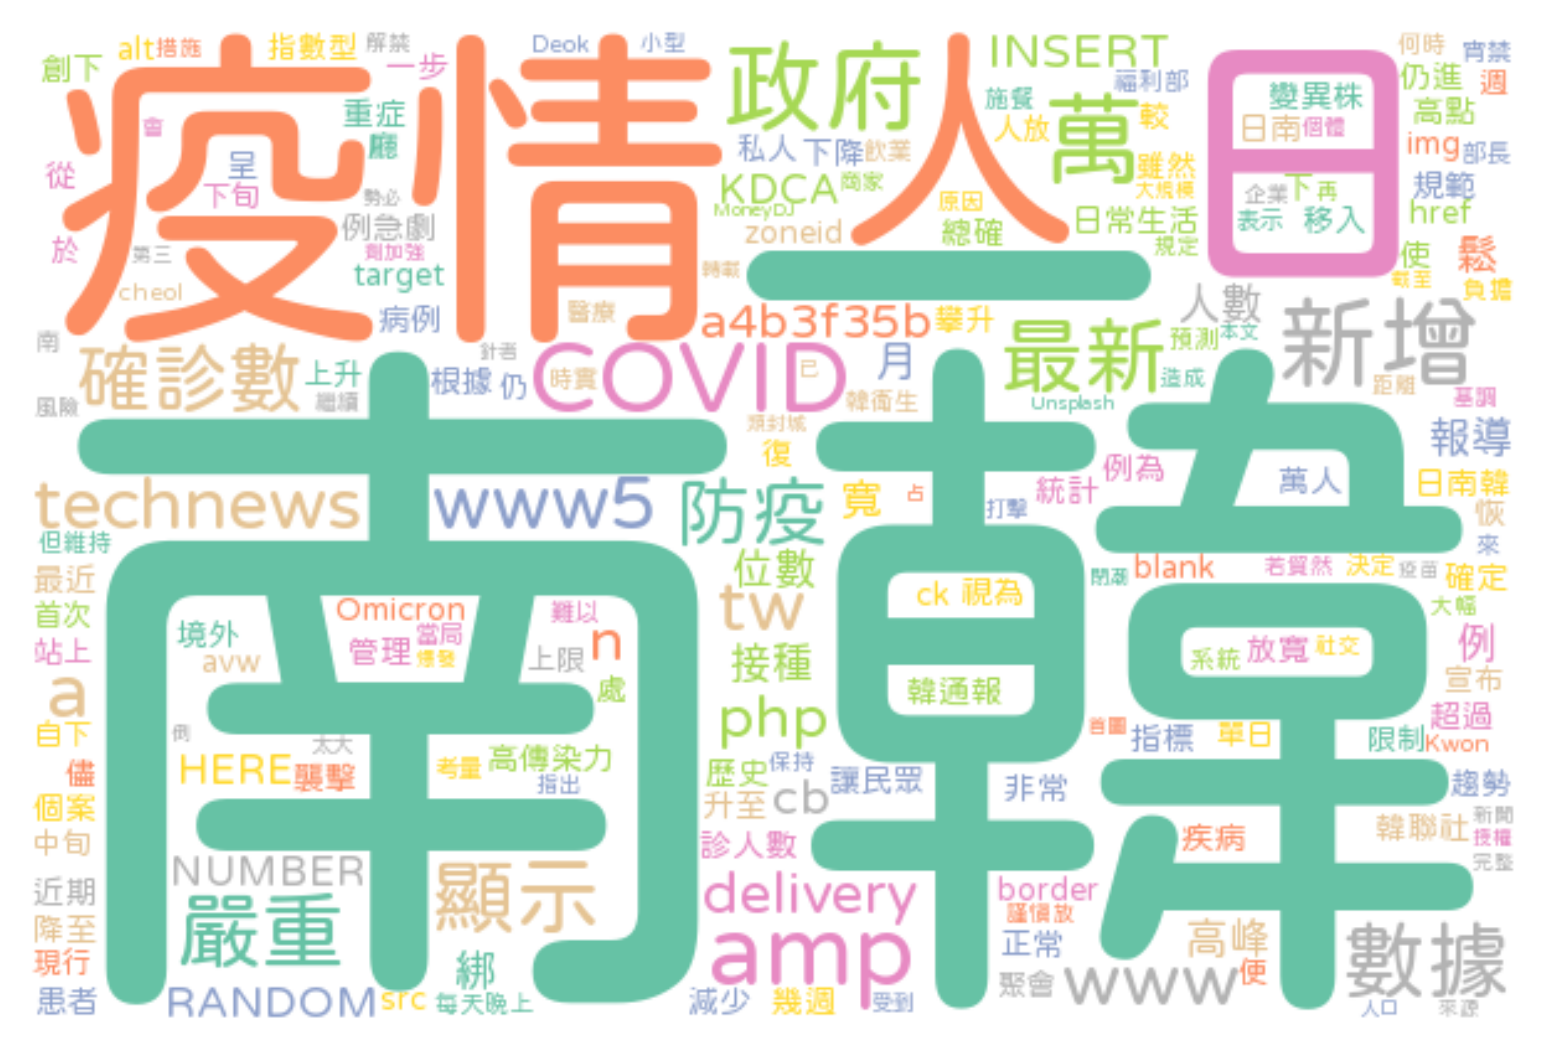 創下 alt 措施 指數型 解禁 一步 Deok 小型
疫情 政府 人 INSERT 福利部 日 何時 宵禁
仍進 週 高點 img 部長 規範 href 使 鬆 截至 負擔
會 重症 廳 從 呈 下旬 勢必 例急劇 於 第三 劑加強 cheol target 病例
私人 下降 飲業 KDCA 商家 MoneyDJ zoneid 原因 總確 轉載
施餐 人放 萬 較 雖然 大規模 日常生活 規定
變異株 日南 個體 企業 下 再 表示 移入
醫療 a4b3f35b 攀升 一 人數 新增
南 確診數 上升 繼續 風險 根據 仍 針者 COVID 時實 已 月 韓衛生 最新 預測 本文 造成 Unsplash 距離 基調
類封城 復 報導
technews www5 防疫 寬 占 打擊 統計 例為 萬人 日南韓 恢
南韓
但維持 最近 首次 站上 a 自下 儘 個案 中旬 近期 降至 現行 患者
境外 avw Omicron 管理 當局 爆發 難以 上限 n 處
位數 tw 接種 php ck 視為 韓通報
blank 若貿然 決定 疫苗 確定 來 大幅
系統 放寬 社交 例 宣布 超過
倒 太大 HERE 襲擊 考量 高傳染力 指出
歷史 保持 升至 cb 讓民眾 非常 首圖 指標 單日 限制 Kwon 趨勢
診人數 疾病 韓聯社 新聞 授權 完整
NUMBER 顯示 嚴重 delivery border 謹慎放
綁 amp 正常 高峰 數據
RANDOM src 每天晚上 減少 幾週 受到 聚會 www 便 人口 來源